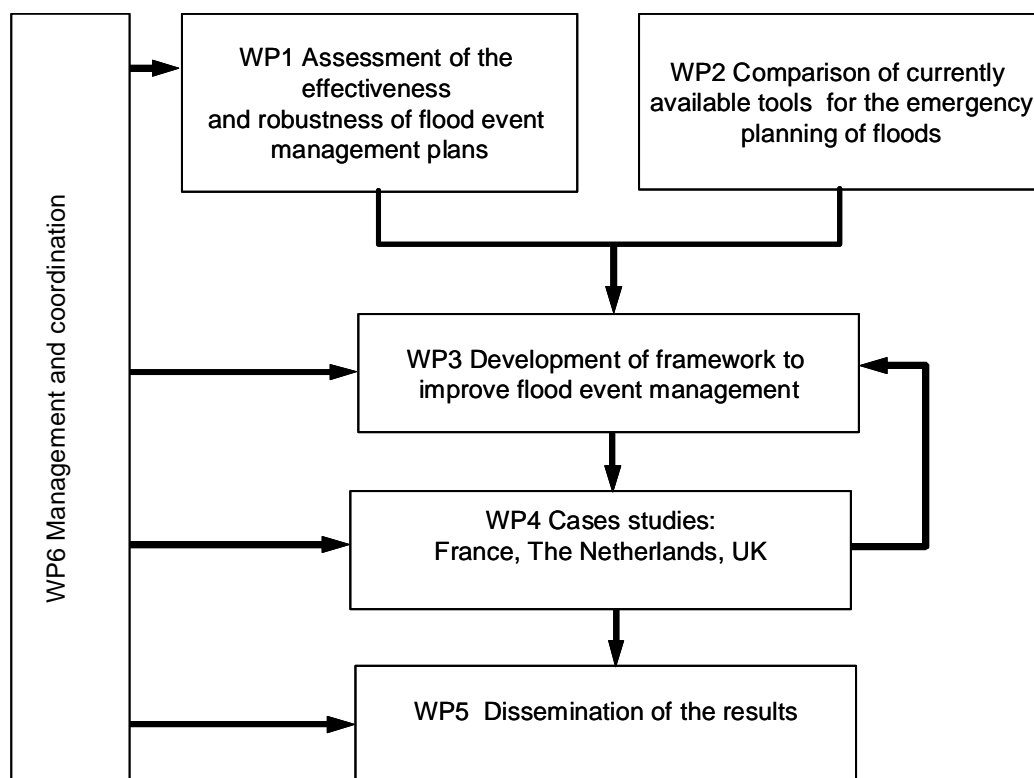 WP6 Management and coordination
WP1 Assessment of the
effectiveness
and robustness of flood event
management plans
WP2 Comparison of currently
available tools for the emergency
planning of floods
WP3 Development of framework to
improve flood event management
WP4 Cases studies:
France, The Netherlands, UK
WP5 Dissemination of the results